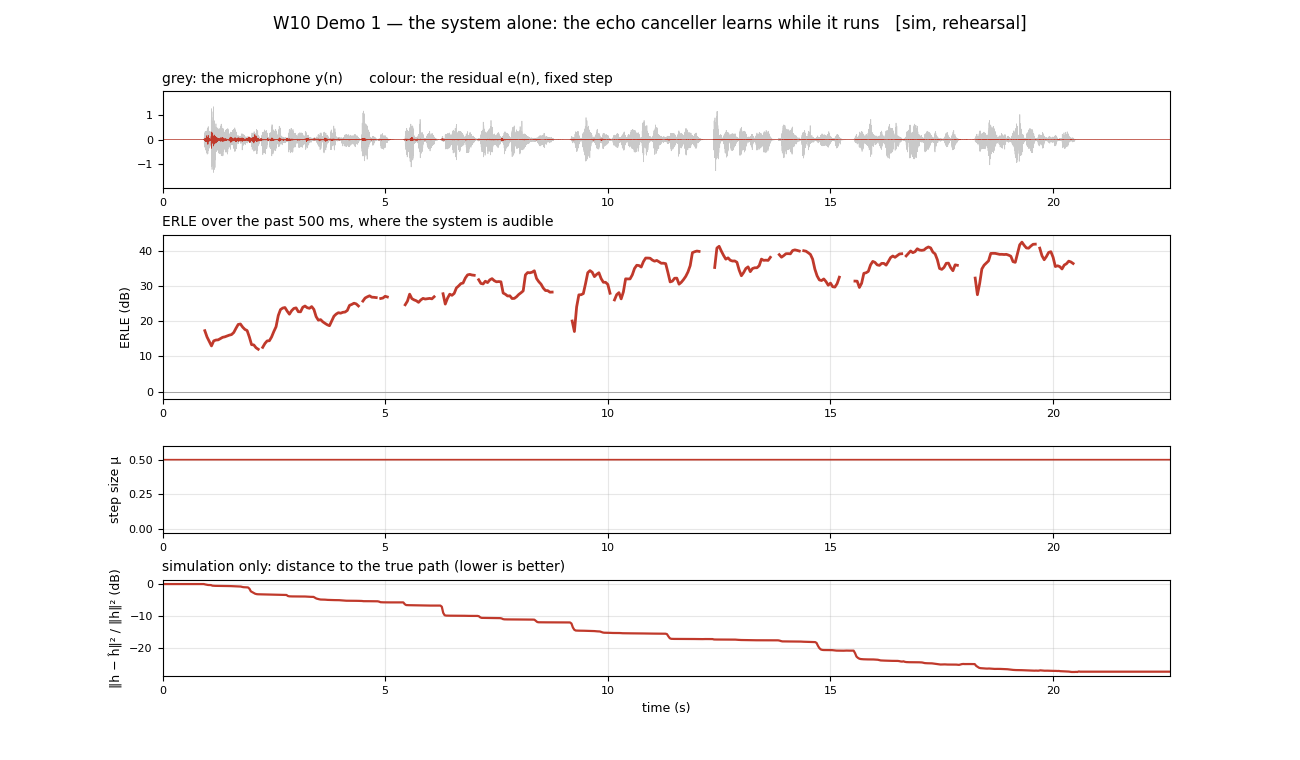 W10 Demo 1 — the system alone: the echo canceller learns while it runs [sim, rehearsal]
grey: the microphone y(n) colour: the residual e(n), fixed step
1
0
−1
0 5 10 15 20
ERLE over the past 500 ms, where the system is audible
ERLE (dB)
40
30
20
10
0
0 5 10 15 20
step size μ
0.50
0.25
0.00
0 5 10 15 20
simulation only: distance to the true path (lower is better)
‖h − ĥ‖² / ‖h‖² (dB)
0
−10
−20
0 5 10 15 20
time (s)